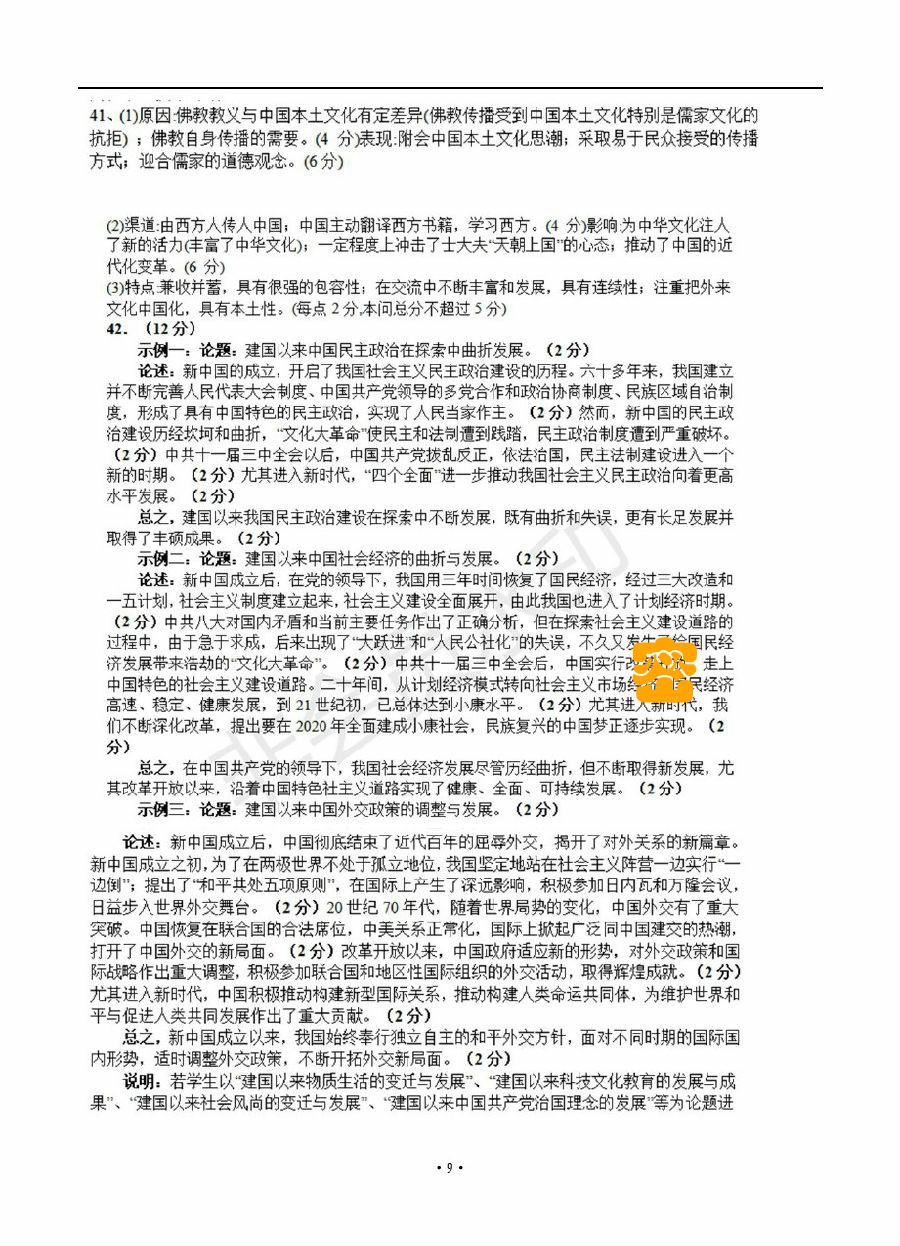 41、(1)原因:佛教教义与中国本土文化有定差异(佛教传播受到中国本土文化特别是儒家文化的
抗拒) ；佛教自身传播的需要。(4 分)表现:附会中国本土文化思潮；采取易于民众接受的传播
方式；迎合儒家的道德观念。(6分)
(2)渠道:由西方人传人中国；中国主动翻译西方书籍，学习西方。(4 分)影响:为中华文化注人
了新的活力(丰富了中华文化)；一定程度上冲击了士大夫“天朝上国”的心态；推动了中国的近
代化变革。(6 分)
(3)特点:兼收并蓄，具有很强的包容性；在交流中不断丰富和发展，具有连续性；注重把外来
文化中国化，具有本土性。(每点 2 分,本问总分不超过 5 分)
42．（12 分）
示例一：论题：建国以来中国民主政治在探索中曲折发展。（2 分）
论述：新中国的成立，开启了我国社会主义民主政治建设的历程。六十多年来，我国建立
并不断完善人民代表大会制度、中国共产党领导的多党合作和政治协商制度、民族区域自治制
度，形成了具有中国特色的民主政治，实现了人民当家作主。（2 分）然而，新中国的民主政
治建设历经坎坷和曲折，“文化大革命”使民主和法制遭到践踏，民主政治制度遭到严重破坏。
（2 分）中共十一届三中全会以后，中国共产党拨乱反正，依法治国，民主法制建设进入一个
新的时期。（2 分）尤其进入新时代，“四个全面”进一步推动我国社会主义民主政治向着更高
水平发展。（2 分）
总之，建国以来我国民主政治建设在探索中不断发展，既有曲折和失误，更有长足发展并
取得了丰硕成果。（2 分）
示例二：论题：建国以来中国社会经济的曲折与发展。（2 分）
论述：新中国成立后，在党的领导下，我国用三年时间恢复了国民经济，经过三大改造和
一五计划，社会主义制度建立起来，社会主义建设全面展开，由此我国也进入了计划经济时期。
（2 分）中共八大对国内矛盾和当前主要任务作出了正确分析，但在探索社会主义建设道路的
过程中，由于急于求成，后来出现了“大跃进”和“人民公社化”的失误，不久又发生了给国民经
济发展带来浩劫的“文化大革命”。（2 分）中共十一届三中全会后，中国实行改 走上
中国特色的社会主义建设道路。二十年间，从计划经济模式转向社会主义市场经 民经济
高速、稳定、健康发展，到 21 世纪初，已总体达到小康水平。（2 分）尤其进入新时代，我
们不断深化改革，提出要在 2020 年全面建成小康社会，民族复兴的中国梦正逐步实现。（2
分）
总之，在中国共产党的领导下，我国社会经济发展尽管历经曲折，但不断取得新发展，尤
其改革开放以来，沿着中国特色社主义道路实现了健康、全面、可持续发展。（2 分）
示例三：论题：建国以来中国外交政策的调整与发展。（2 分）
论述：新中国成立后，中国彻底结束了近代百年的屈辱外交，揭开了对外关系的新篇章。
新中国成立之初，为了在两极世界不处于孤立地位，我国坚定地站在社会主义阵营一边实行“一
边倒”；提出了“和平共处五项原则”，在国际上产生了深远影响，积极参加日内瓦和万隆会议，
日益步入世界外交舞台。（2 分）20 世纪 70 年代，随着世界局势的变化，中国外交有了重大
突破。中国恢复在联合国的合法席位，中美关系正常化，国际上掀起广泛同中国建交的热潮，
打开了中国外交的新局面。（2 分）改革开放以来，中国政府适应新的形势，对外交政策和国
际战略作出重大调整，积极参加联合国和地区性国际组织的外交活动，取得辉煌成就。（2 分）
尤其进入新时代，中国积极推动构建新型国际关系，推动构建人类命运共同体，为维护世界和
平与促进人类共同发展作出了重大贡献。（2 分）
总之，新中国成立以来，我国始终奉行独立自主的和平外交方针，面对不同时期的国际国
内形势，适时调整外交政策，不断开拓外交新局面。（2 分）
说明：若学生以“建国以来物质生活的变迁与发展”、“建国以来科技文化教育的发展与成
果”、“建国以来社会风尚的变迁与发展”、“建国以来中国共产党治国理念的发展”等为论题进
• 9 •